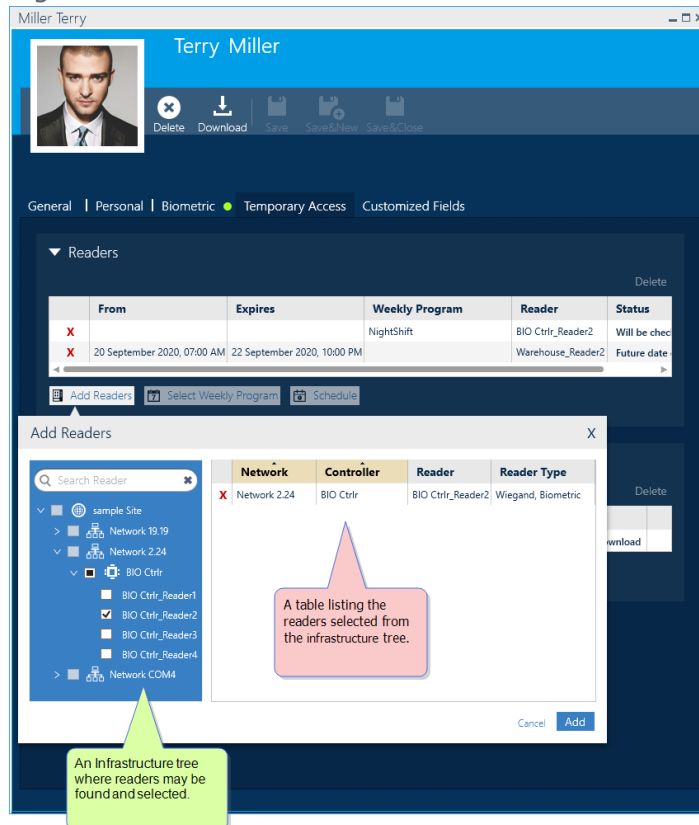 Miller Terry
Terry Miller
Delete Download Save Save&New Save&Close
General | Personal | Biometric Temporary Access Customized Fields
Readers
Delete
From Expires Weekly Program Reader Status
X NightShift BIO Ctrlr_Reader2 Will be chec
X 20 September 2020, 07:00 AM 22 September 2020, 10:00 PM Warehouse_Reader2 Future date
Add Readers Select Weekly Program Schedule
Add Readers X
Search Reader
Network Controller Reader Reader Type
X Network 2.24 BIO Ctrlr BIO Ctrlr_Reader2 Wiegand, Biometric
Delete
wnload
sample Site
Network 19.19
Network 2.24
BIO Ctrlr
BIO Ctrlr_Reader1
BIO Ctrlr_Reader2
BIO Ctrlr_Reader3
BIO Ctrlr_Reader4
Network COM4
A table listing the
readers selected from
the infrastructure tree.
Cancel Add
An Infrastructure tree
where readers may be
found and selected.